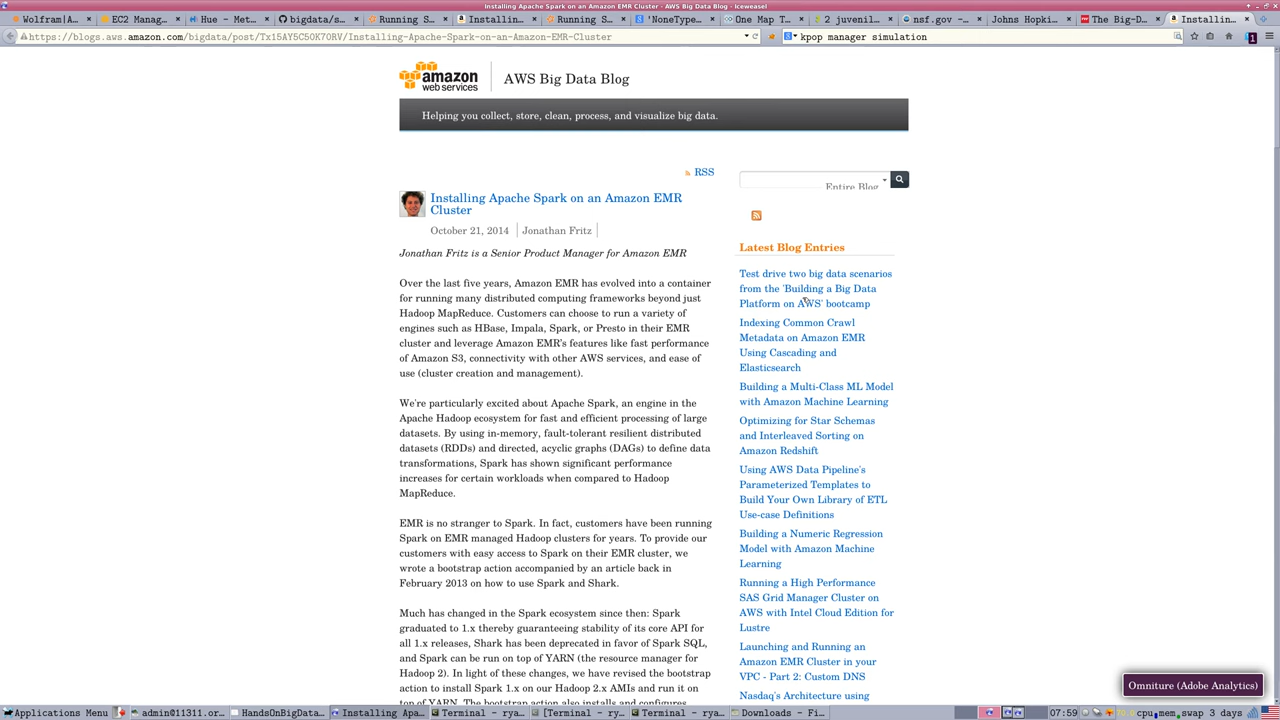 Installing Apache Spark on an Amazon EMR Cluster - AWS Big Data Blog - Iceweasel
Wolfram|A...
EC2 Manag...
Hue - Met...
bigdata/s...
Running S...
Installin...
Running S...
'NoneType...
One Map T...
2 juvenil...
nsf.gov -...
Johns Hopki...
The Big-D...
Installin...
https://blogs.aws.amazon.com/bigdata/post/Tx15AY5C50K70RV/Installing-Apache-Spark-on-an-Amazon-EMR-Cluster
kpop manager simulation
1
amazon
web services
AWS Big Data Blog
Helping you collect, store, clean, process, and visualize big data.
RSS
Installing Apache Spark on an Amazon EMR
Cluster
October 21, 2014
Jonathan Fritz
Jonathan Fritz is a Senior Product Manager for Amazon EMR
Over the last five years, Amazon EMR has evolved into a container
for running many distributed computing frameworks beyond just
Hadoop MapReduce. Customers can choose to run a variety of
engines such as HBase, Impala, Spark, or Presto in their EMR
cluster and leverage Amazon EMR's features like fast performance
of Amazon S3, connectivity with other AWS services, and ease of
use (cluster creation and management).
We're particularly excited about Apache Spark, an engine in the
Apache Hadoop ecosystem for fast and efficient processing of large
datasets. By using in-memory, fault-tolerant resilient distributed
datasets (RDDs) and directed, acyclic graphs (DAGs) to define data
transformations, Spark has shown significant performance
increases for certain workloads when compared to Hadoop
MapReduce.
EMR is no stranger to Spark. In fact, customers have been running
Spark on EMR managed Hadoop clusters for years. To provide our
customers with easy access to Spark on their EMR cluster, we
wrote a bootstrap action accompanied by an article back in
February 2013 on how to use Spark and Shark.
Much has changed in the Spark ecosystem since then: Spark
graduated to 1.x thereby guaranteeing stability of its core API for
all 1.x releases, Shark has been deprecated in favor of Spark SQL,
and Spark can be run on top of YARN (the resource manager for
Hadoop 2). In light of these changes, we have revised the bootstrap
action to install Spark 1.x on our Hadoop 2.x AMIs and run it on
top of YARN. The bootstrap action also installs and configures
Entire Blog
Latest Blog Entries
Test drive two big data scenarios
from the 'Building a Big Data
Platform on AWS' bootcamp
Indexing Common Crawl
Metadata on Amazon EMR
Using Cascading and
Elasticsearch
Building a Multi-Class ML Model
with Amazon Machine Learning
Optimizing for Star Schemas
and Interleaved Sorting on
Amazon Redshift
Using AWS Data Pipeline's
Parameterized Templates to
Build Your Own Library of ETL
Use-case Definitions
Building a Numeric Regression
Model with Amazon Machine
Learning
Running a High Performance
SAS Grid Manager Cluster on
AWS with Intel Cloud Edition for
Lustre
Launching and Running an
Amazon EMR Cluster in your
VPC - Part 2: Custom DNS
Nasdaq's Architecture using
Omniture (Adobe Analytics)
Applications Menu
admin@11311.or...
HandsOnBigData...
Installing Apa...
Terminal - rya...
[Terminal - rya...
Terminal - rya...
Downloads - Fi...
07:59
cpu mem swap 3 days